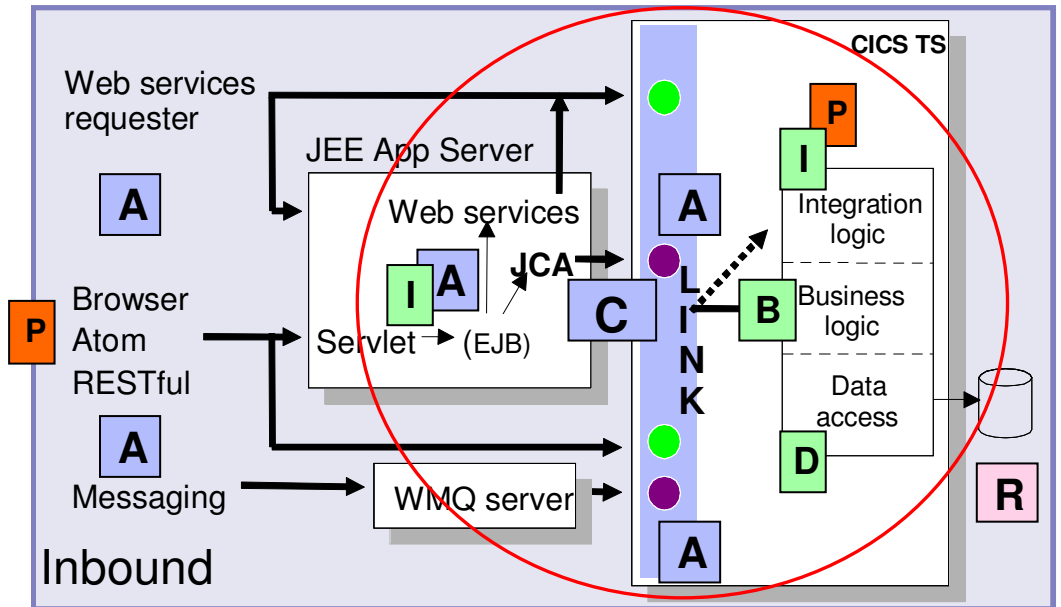 CICS TS
Web services
requester
A
JEE App Server
Web services
I
A
JCA
Servlet
(EJB)
P
Browser
Atom
RESTful
A
Messaging
WMQ server
C
A
L
I
N
K
A
P
I
Integration
logic
B
Business
logic
Data
access
D
R
Inbound